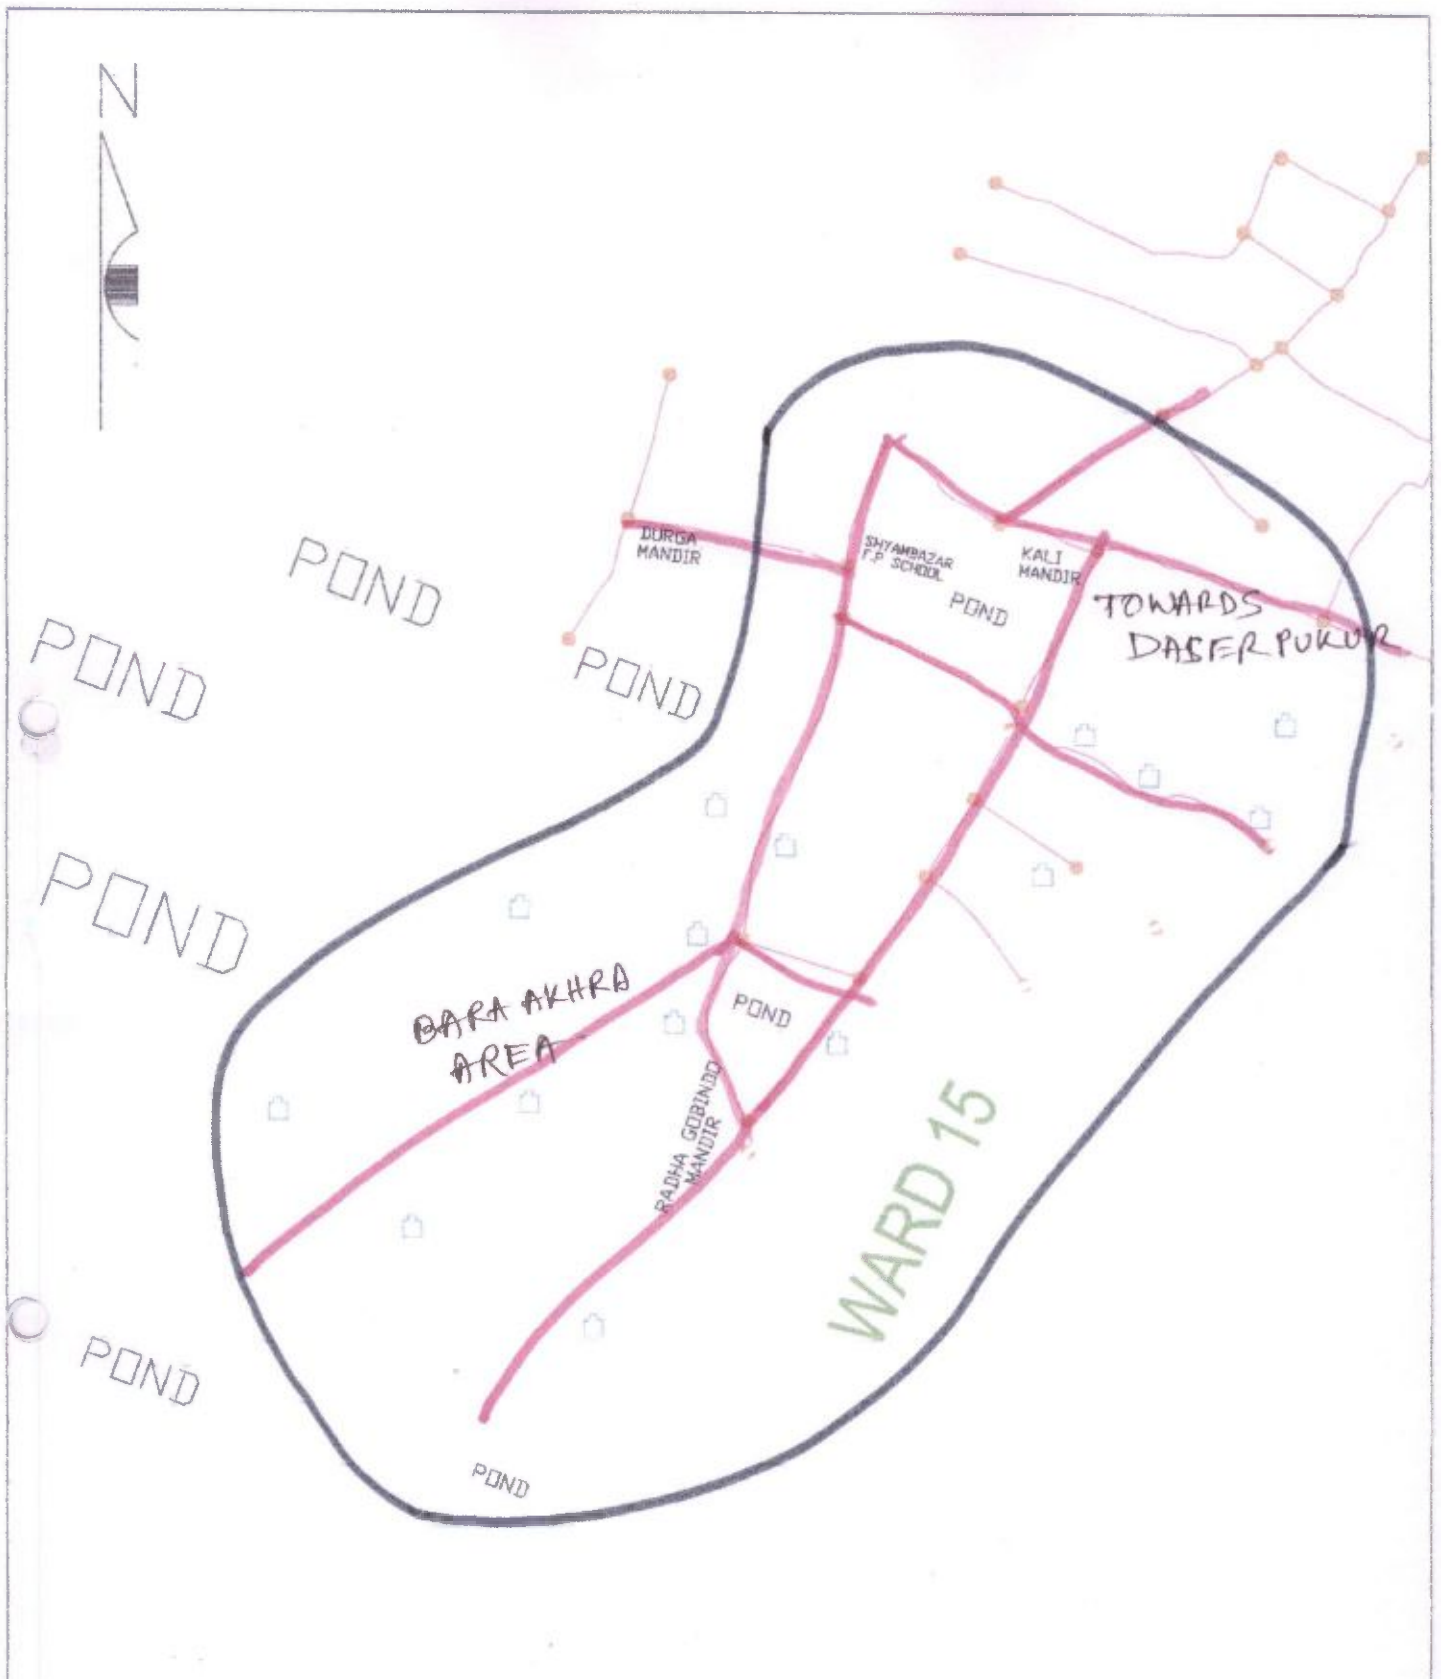 N
DURGA
MANDIR
SHYAMBAZAR
F.P SCHOOL
KALI
MANDIR
POND
POND
TOWARDS
DASERPUKUR
POND
POND
POND
BARA AKHRA
AREA
POND
RADHA GOBINDO
MANDIR
WARD 15
POND
POND